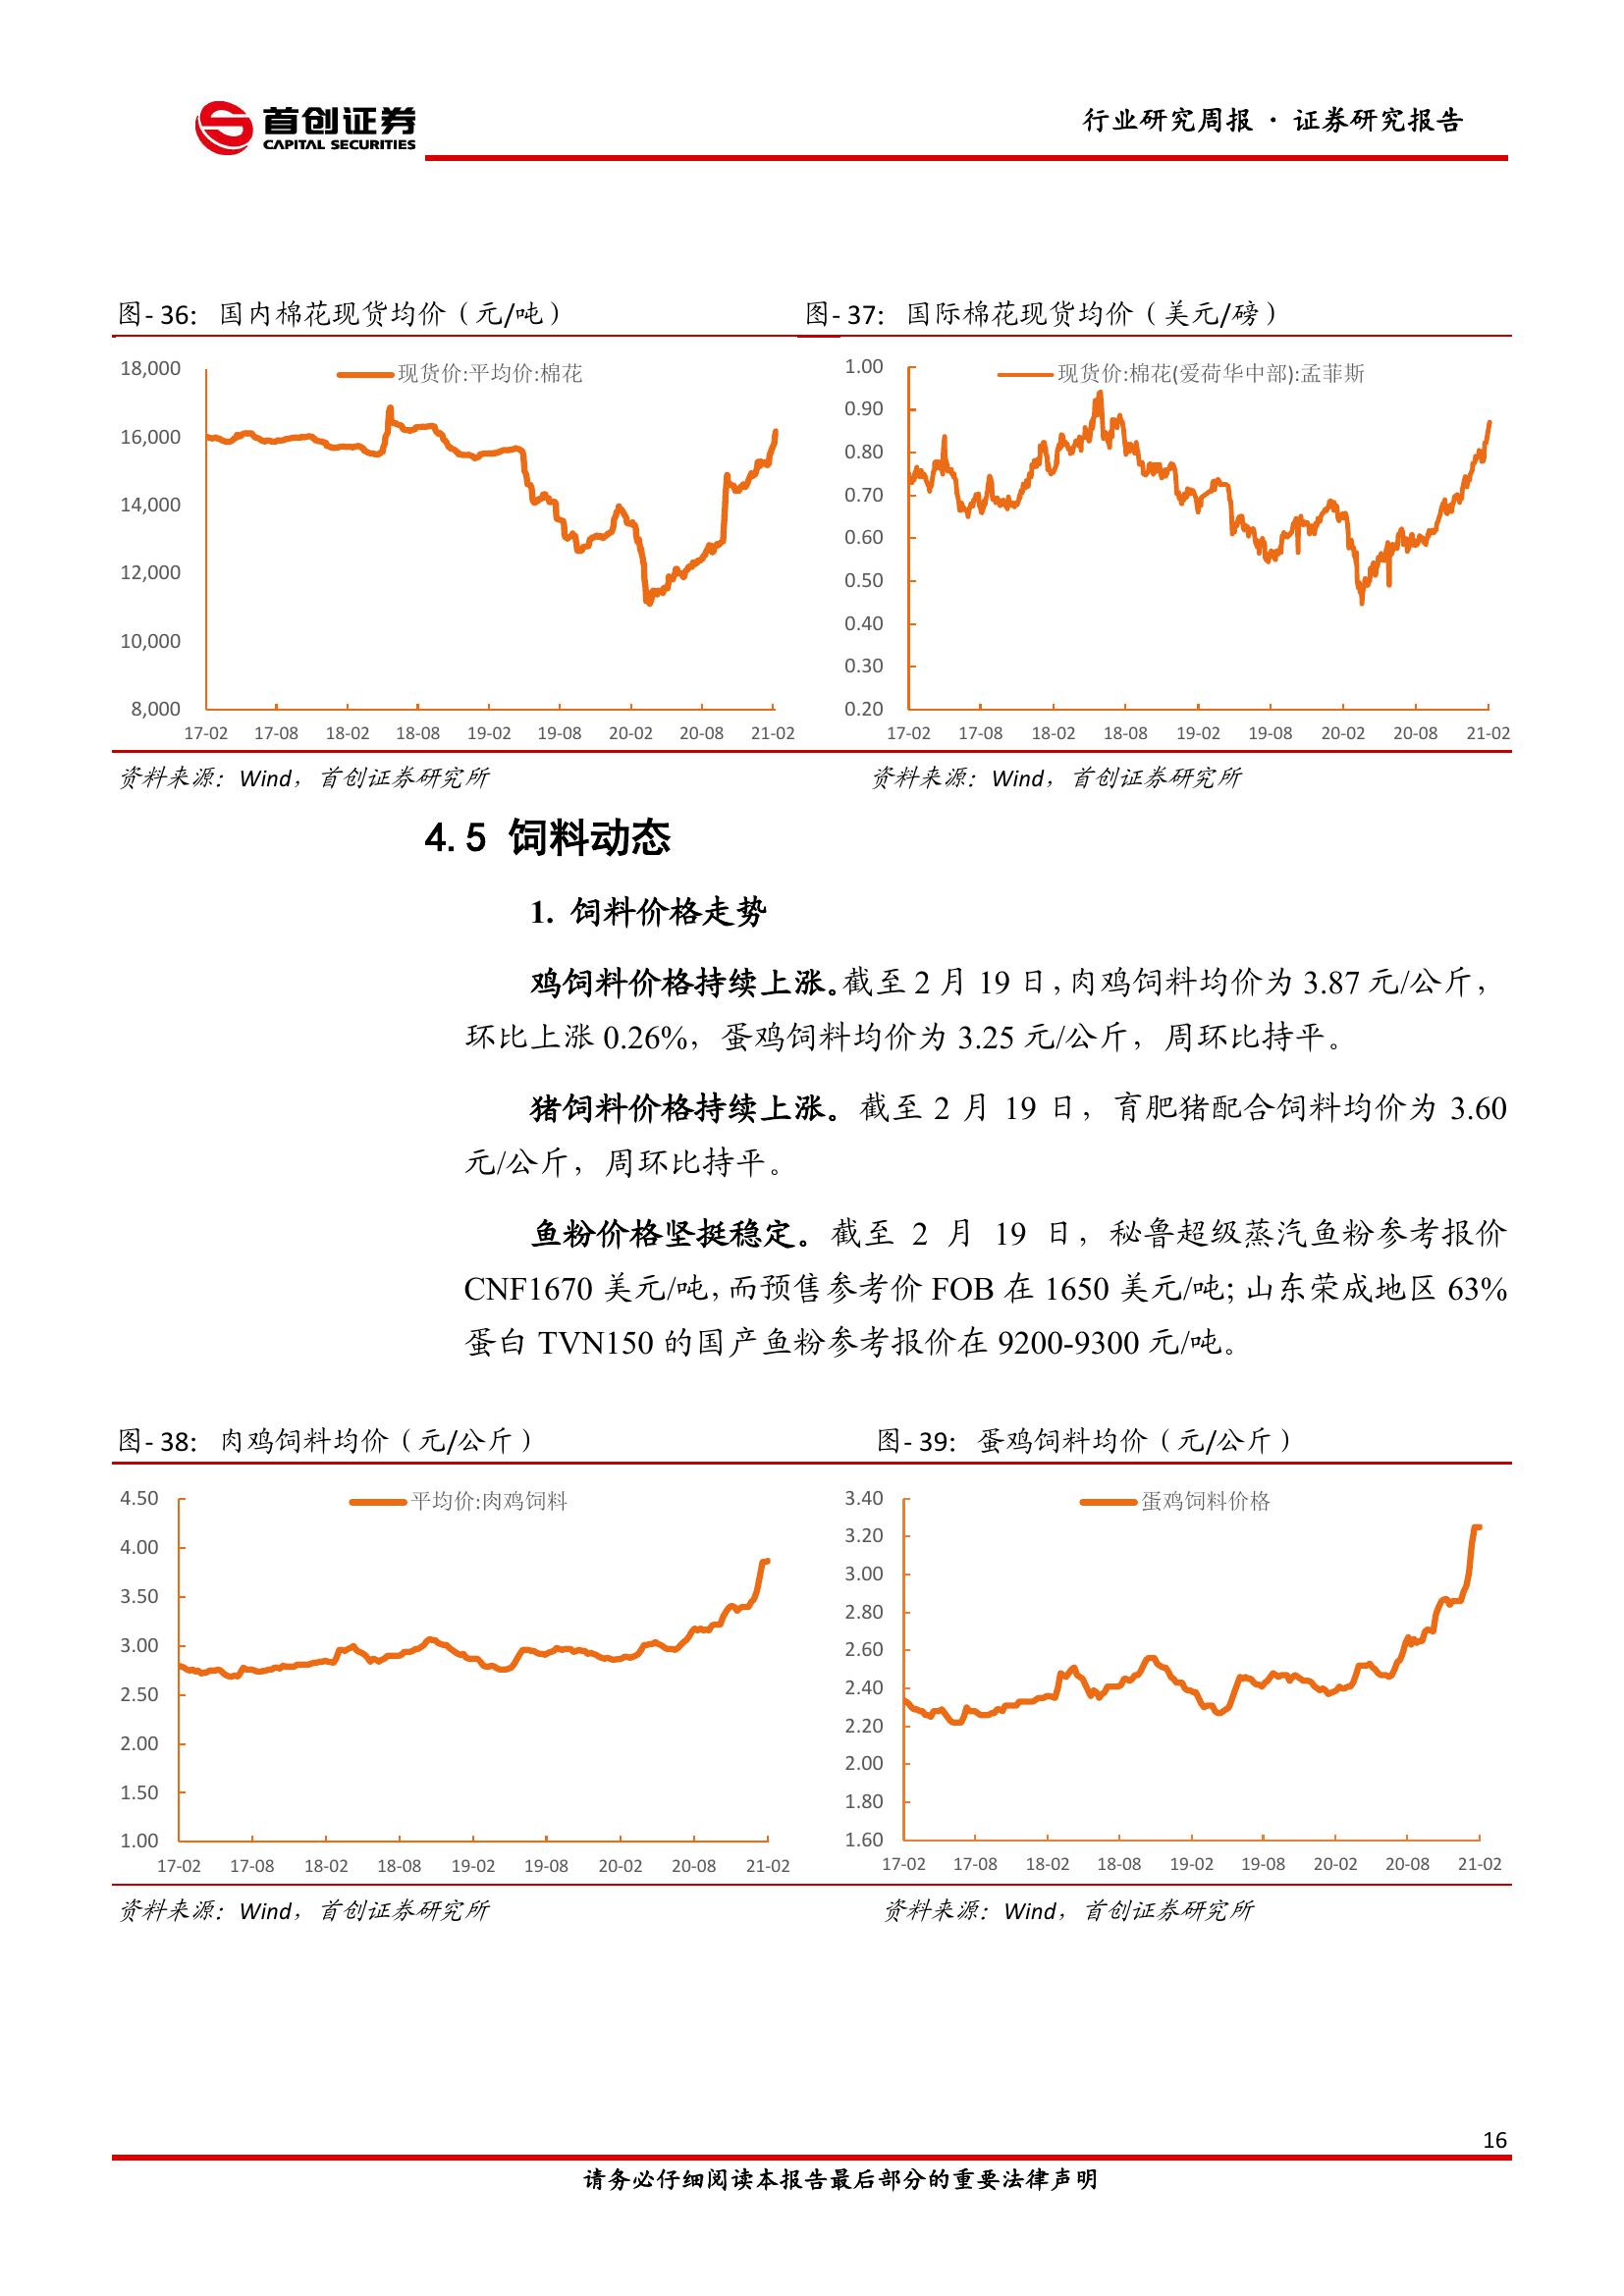 首创证券
CAPITAL SECURITIES
行业研究周报 · 证券研究报告
图- 36: 国内棉花现货均价（元/吨）
图- 37: 国际棉花现货均价（美元/磅）
现货价:平均价:棉花
18,000
16,000
14,000
12,000
10,000
8,000
17-02 17-08 18-02 18-08 19-02 19-08 20-02 20-08 21-02
现货价:棉花(爱荷华中部):孟菲斯
1.00
0.90
0.80
0.70
0.60
0.50
0.40
0.30
0.20
17-02 17-08 18-02 18-08 19-02 19-08 20-02 20-08 21-02
资料来源：Wind，首创证券研究所
资料来源：Wind，首创证券研究所
4.5 饲料动态
1. 饲料价格走势
鸡饲料价格持续上涨。截至 2 月 19 日，肉鸡饲料均价为 3.87 元/公斤，
环比上涨 0.26%，蛋鸡饲料均价为 3.25 元/公斤，周环比持平。
猪饲料价格持续上涨。截至 2 月 19 日，育肥猪配合饲料均价为 3.60
元/公斤，周环比持平。
鱼粉价格坚挺稳定。截至 2 月 19 日，秘鲁超级蒸汽鱼粉参考报价
CNF1670 美元/吨，而预售参考价 FOB 在 1650 美元/吨；山东荣成地区 63%
蛋白 TVN150 的国产鱼粉参考报价在 9200-9300 元/吨。
图- 38: 肉鸡饲料均价（元/公斤）
图- 39: 蛋鸡饲料均价（元/公斤）
平均价:肉鸡饲料
4.50
4.00
3.50
3.00
2.50
2.00
1.50
1.00
17-02 17-08 18-02 18-08 19-02 19-08 20-02 20-08 21-02
蛋鸡饲料价格
3.40
3.20
3.00
2.80
2.60
2.40
2.20
2.00
1.80
1.60
17-02 17-08 18-02 18-08 19-02 19-08 20-02 20-08 21-02
资料来源：Wind，首创证券研究所
资料来源：Wind，首创证券研究所
16
请务必仔细阅读本报告最后部分的重要法律声明